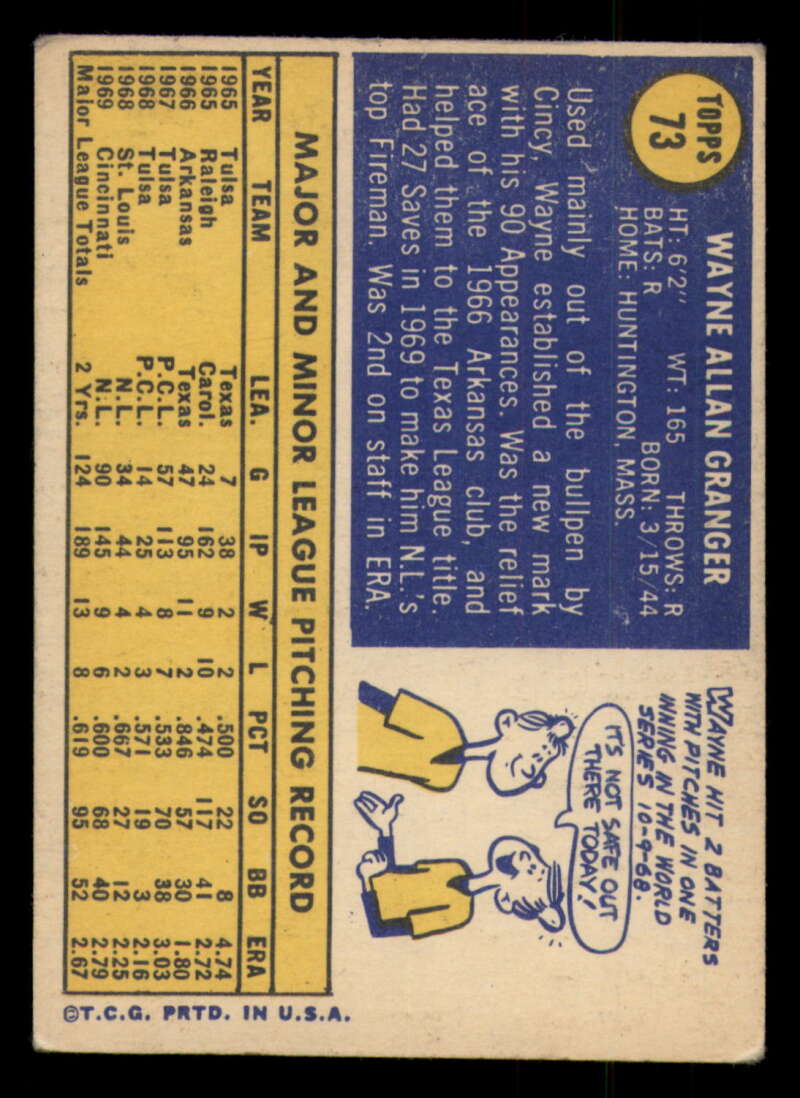 TOPPS
73
WAYNE ALLAN GRANGER
HT: 6'2" WT: 165 THROWS: R
BATS: R BORN: 3/15/44
HOME: HUNTINGTON, MASS.
Used mainly out of the bullpen by
Cincy, Wayne established a new mark
with his 90 Appearances. Was the relief
ace of the 1966 Arkansas club, and
helped them to the Texas League title.
Had 27 Saves in 1969 to make him N.L.'s
top Fireman. Was 2nd on staff in ERA.
WAYNE HIT 2 BATTERS
WITH PITCHES IN ONE
INNING IN THE WORLD
SERIES 10-9-68.
IT'S NOT SAFE OUT
THERE TODAY!
MAJOR AND MINOR LEAGUE PITCHING RECORD
YEAR TEAM LEA. G IP W L PCT SO BB ERA
1965 Tulsa Texas 7 38 2 2 .500 22 8 4.74
1965 Raleigh Carol. 24 162 9 10 .474 117 41 2.72
1966 Arkansas Texas 47 95 11 2 .846 57 30 1.80
1967 Tulsa P.C.L. 57 113 8 7 .533 70 38 3.03
1968 Tulsa P.C.L. 14 25 4 3 .571 19 3 2.16
1968 St. Louis N.L. 34 44 4 2 .667 27 12 2.25
1969 Cincinnati N.L. 90 145 9 6 .600 68 40 2.79
Major League Totals 2 Yrs. 124 189 13 8 .619 95 52 2.67
©T.C.G. PRTD. IN U.S.A.